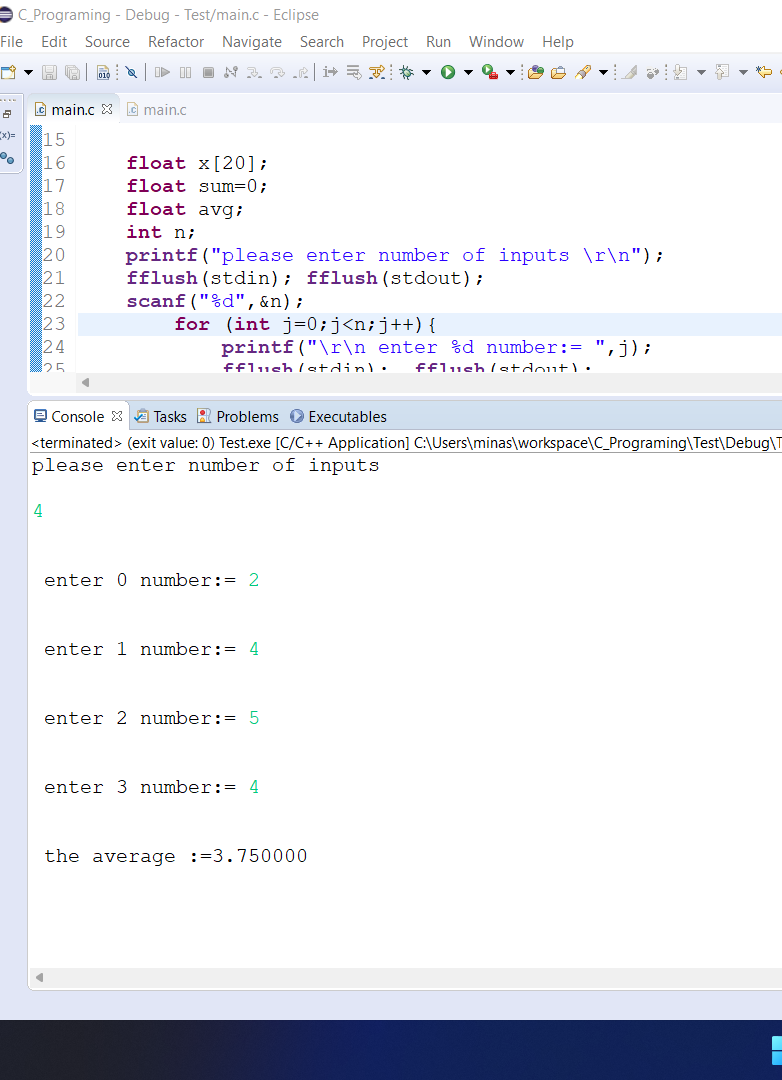 C_Programing - Debug - Test/main.c - Eclipse
File Edit Source Refactor Navigate Search Project Run Window Help
010
main.c main.c
(x)=
15
16 float x[20];
17 float sum=0;
18 float avg;
19 int n;
20 printf("please enter number of inputs \r\n");
21 fflush(stdin); fflush(stdout);
22 scanf("%d",&n);
23 for (int j=0;j<n;j++){
24 printf("\r\n enter %d number:= ",j);
25 fflush(stdin); fflush(stdout);
Console Tasks Problems Executables
<terminated> (exit value: 0) Test.exe [C/C++ Application] C:\Users\minas\workspace\C_Programing\Test\Debug\T
please enter number of inputs
4
enter 0 number:= 2
enter 1 number:= 4
enter 2 number:= 5
enter 3 number:= 4
the average :=3.750000